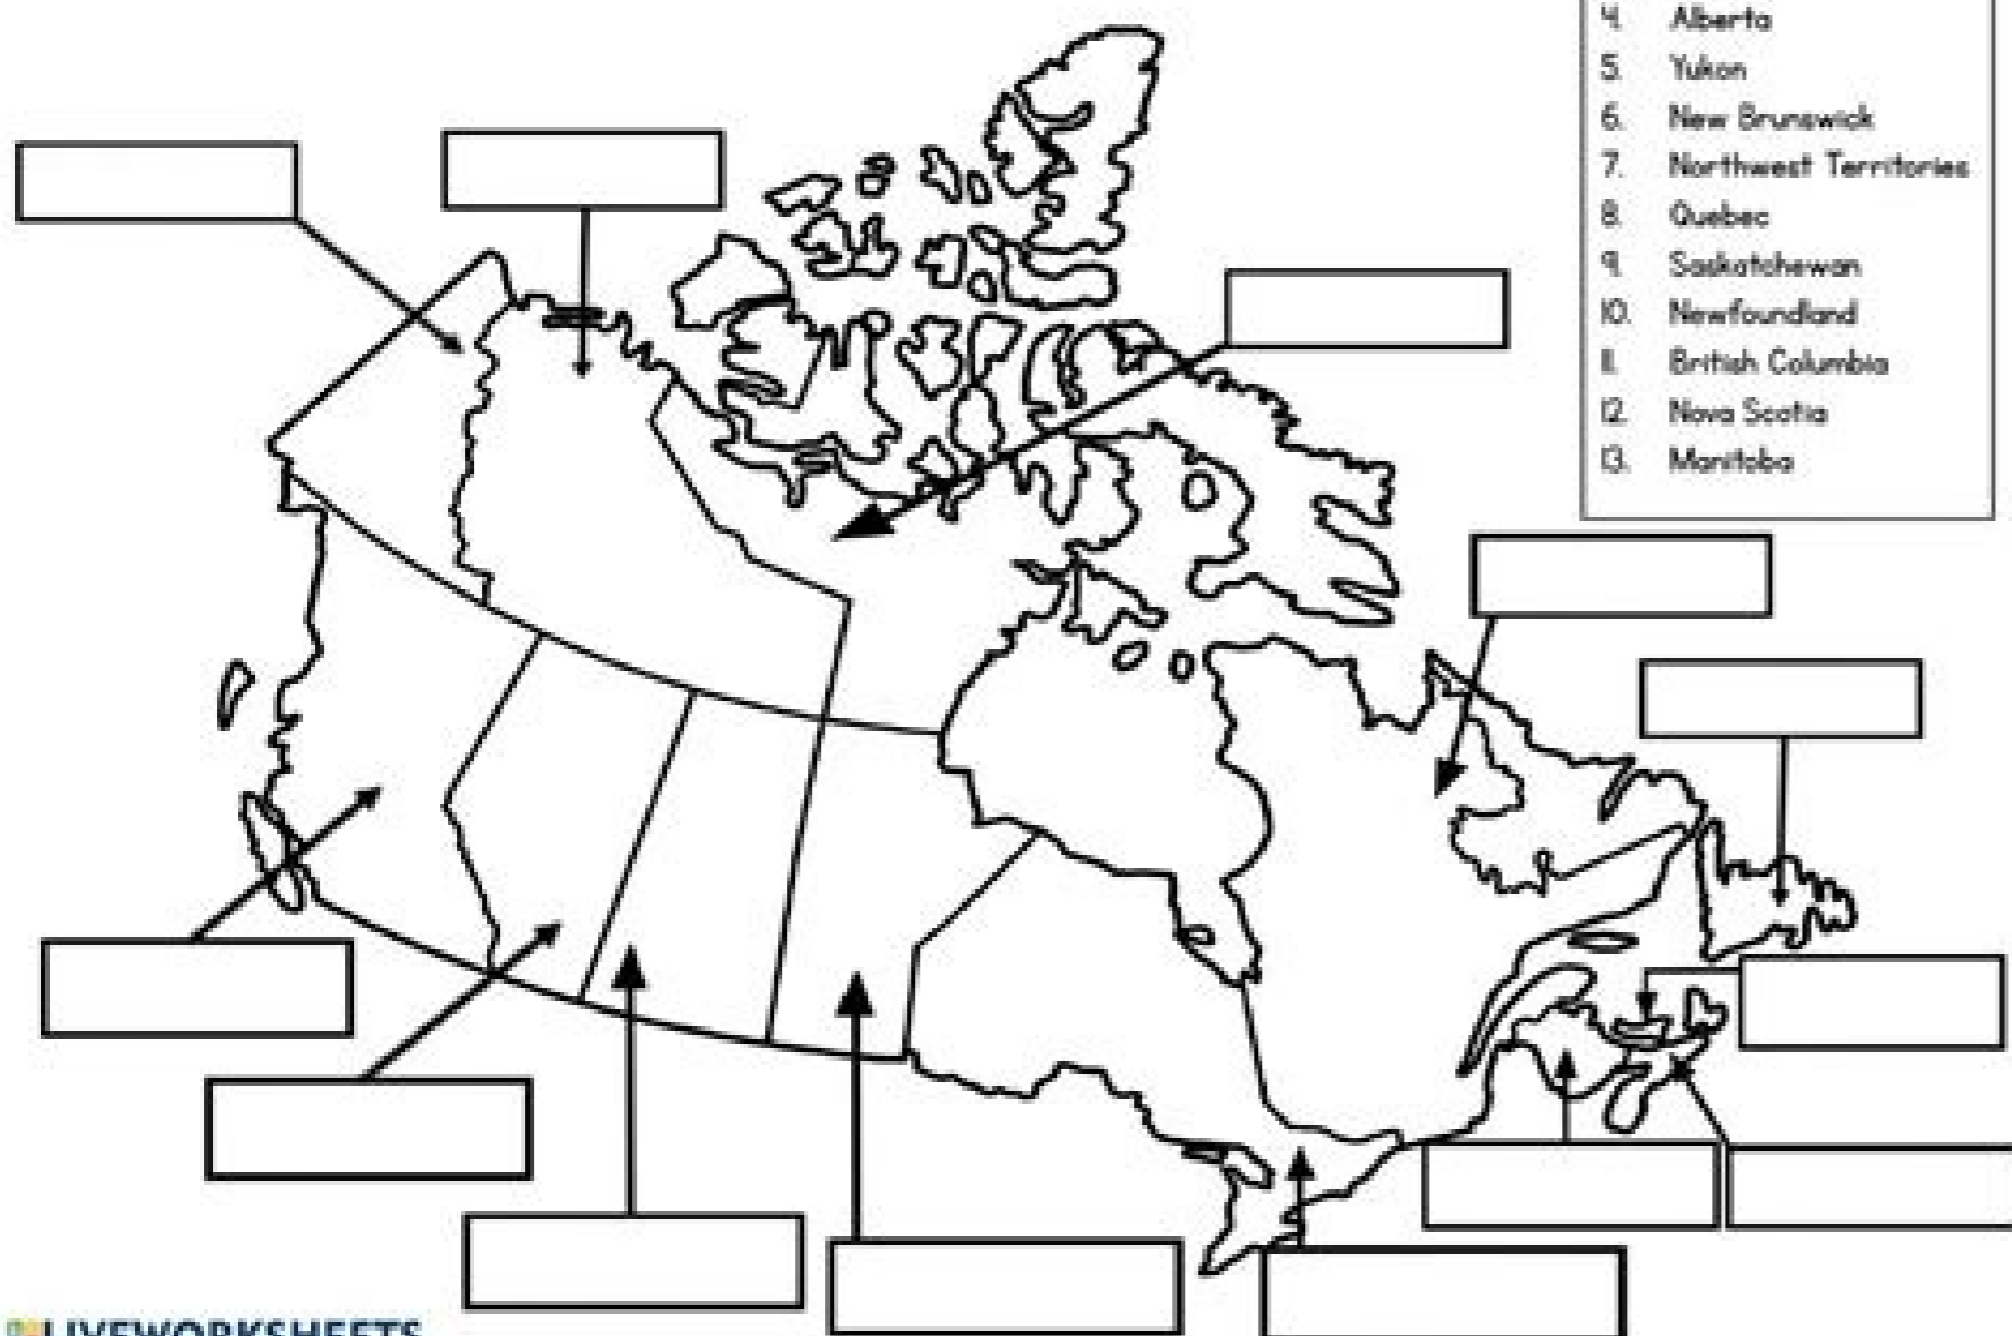 4. Alberta
5. Yukon
6. New Brunswick
7. Northwest Territories
8. Quebec
9. Saskatchewan
10. Newfoundland
11. British Columbia
12. Nova Scotia
13. Manitoba
LIVEWORKSHEETS